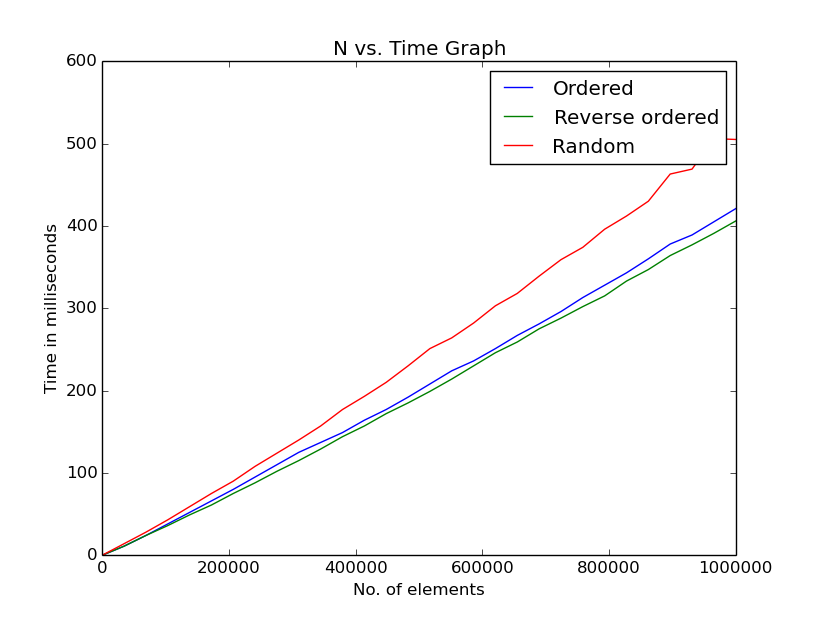 N vs. Time Graph
600
500
400
300
200
100
0
Time in milliseconds
Ordered
Reverse ordered
Random
0 200000 400000 600000 800000 1000000
No. of elements